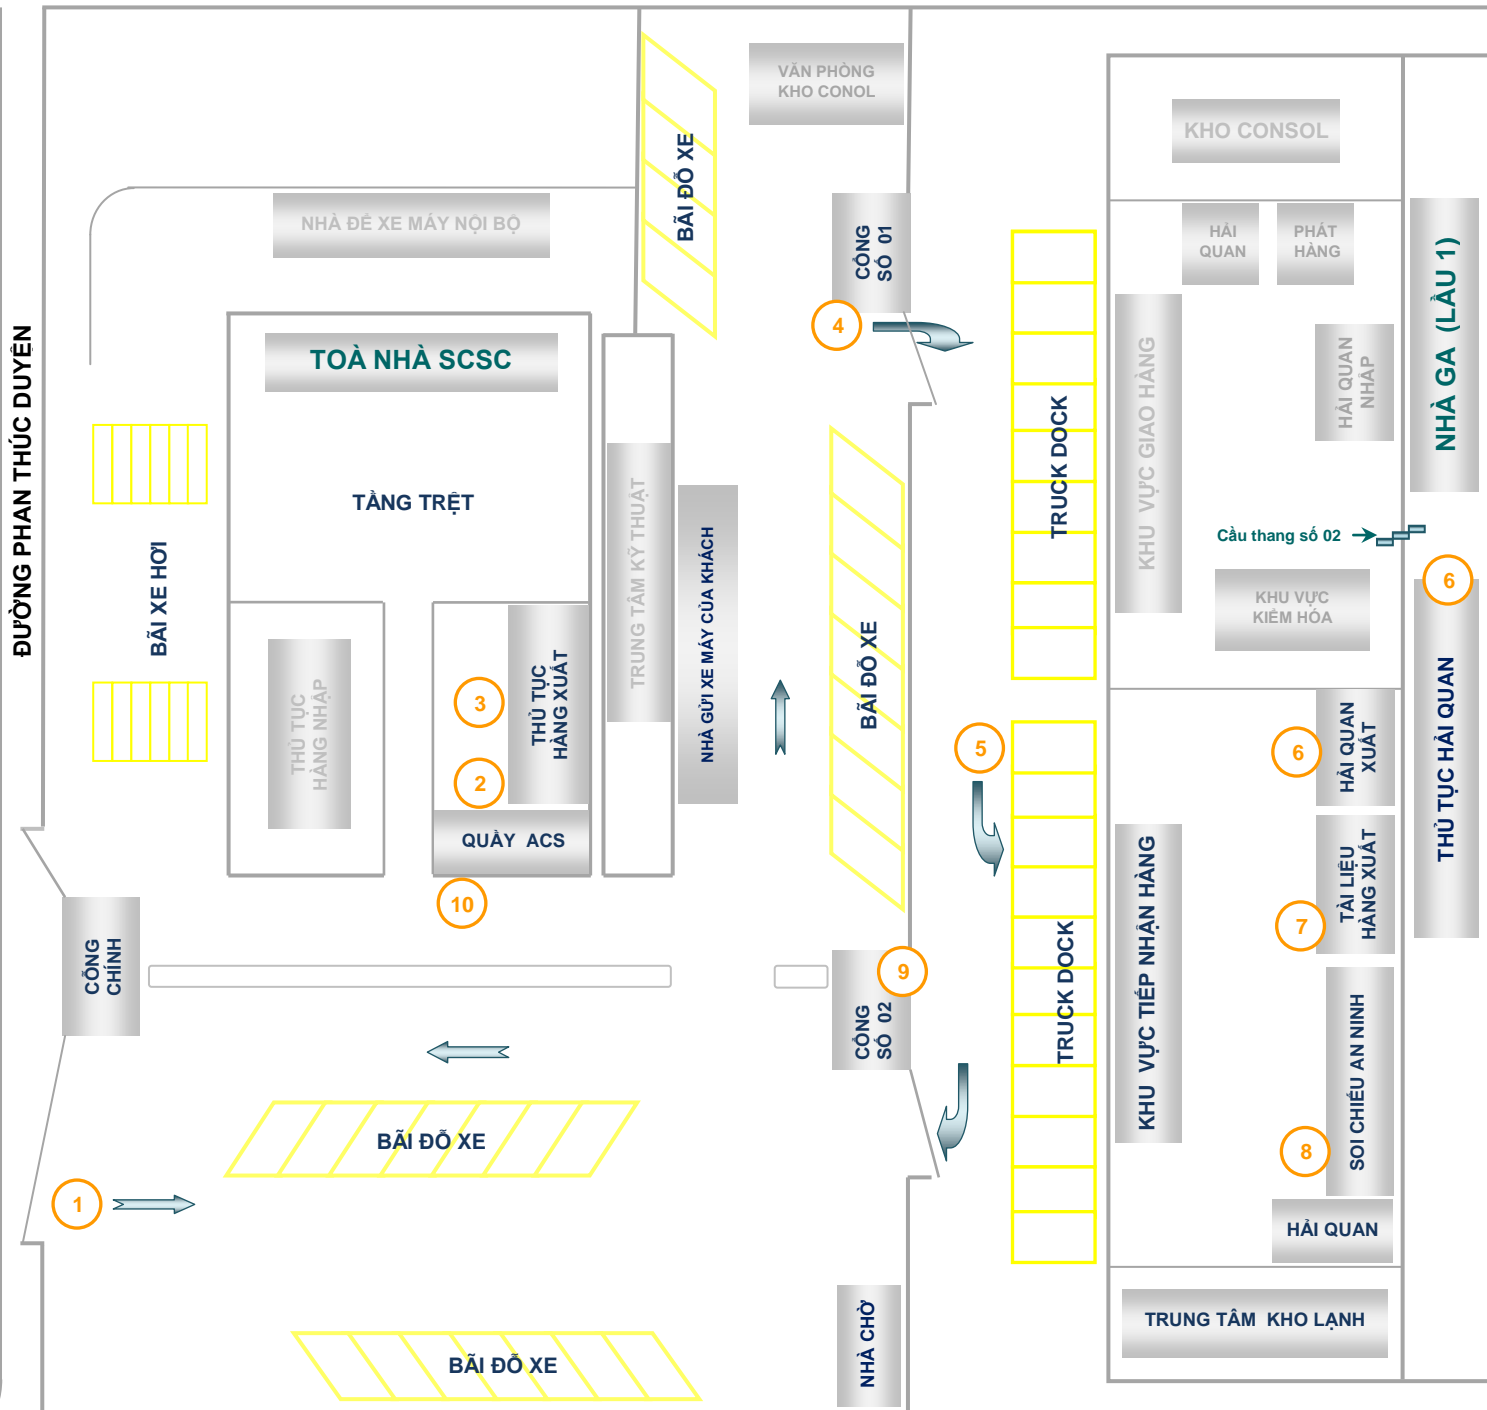 ĐƯỜNG PHAN THÚC DUYỆN
VĂN PHÒNG
KHO CONOL
KHO CONSOL
NHÀ ĐỂ XE MÁY NỘI BỘ
BÃI ĐỖ XE
CỔNG
SỐ 01
HẢI
QUAN
PHÁT
HÀNG
NHÀ GA (LẦU 1)
4
TOÀ NHÀ SCSC
KHU VỰC GIAO HÀNG
HẢI QUAN
NHẬP
TẦNG TRỆT
TRUCK DOCK
TRUNG TÂM KỸ THUẬT
NHÀ GỬI XE MÁY CỦA KHÁCH
Cầu thang số 02
BÃI XE HƠI
KHU VỰC
KIỂM HÓA
6
THỦ TỤC
HÀNG NHẬP
3
THỦ TỤC
HÀNG XUẤT
2
BÃI ĐỖ XE
5
6
HẢI QUAN
XUẤT
THỦ TỤC HẢI QUAN
QUẦY ACS
10
TÀI LIỆU
HÀNG XUẤT
7
CỔNG
CHÍNH
9
CỔNG
SỐ 02
TRUCK DOCK
KHU VỰC TIẾP NHẬN HÀNG
SOI CHIẾU AN NINH
8
BÃI ĐỖ XE
1
HẢI QUAN
NHÀ CHỜ
TRUNG TÂM KHO LẠNH
BÃI ĐỖ XE